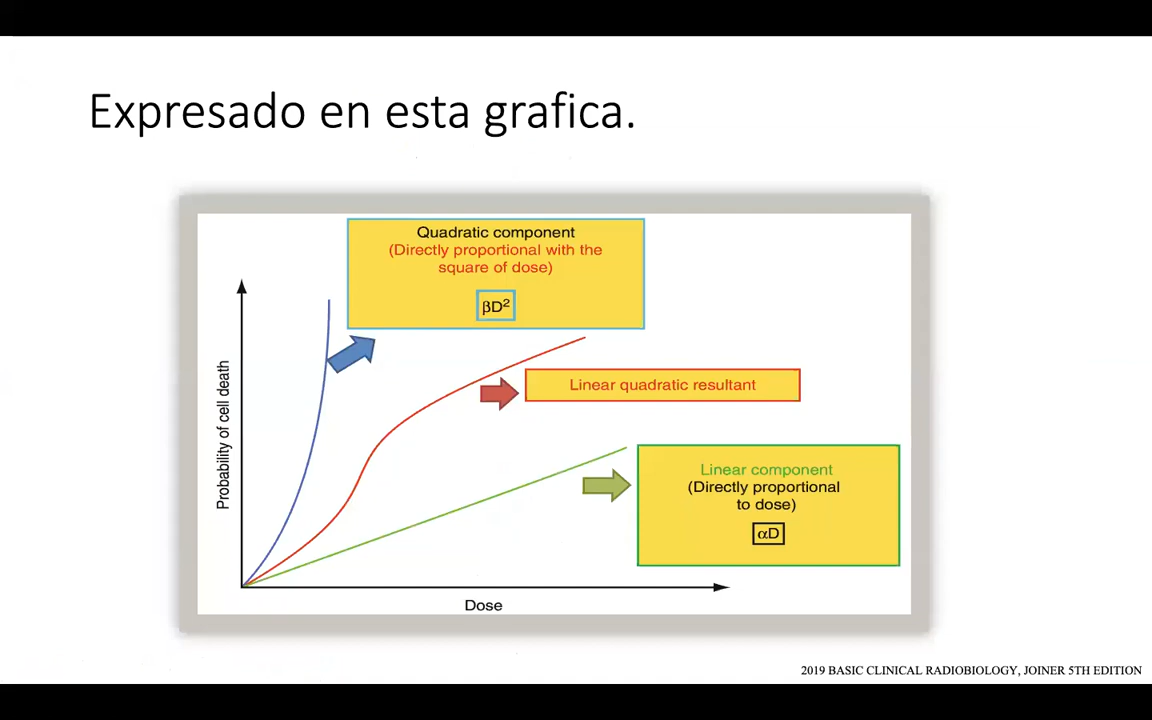 Expresado en esta grafica.
Quadratic component
(Directly proportional with the
square of dose)
βD²
Linear quadratic resultant
Linear component
(Directly proportional
to dose)
αD
Probability of cell death
Dose
2019 BASIC CLINICAL RADIOBIOLOGY, JOINER 5TH EDITION